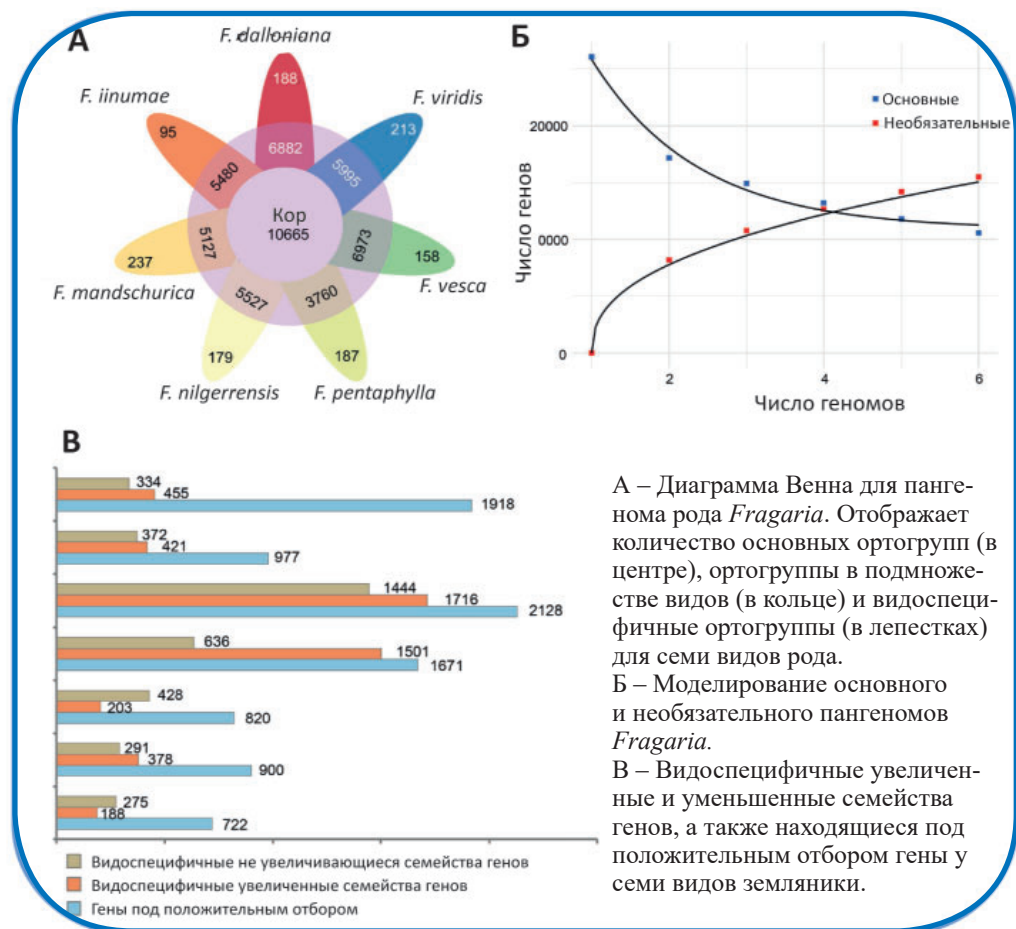 А
F. dalloniana
F. iinumae
F. viridis
188
95
213
6882
5480
5995
Кор
10665
5127
6973
237
158
F. mandschurica
F. vesca
5527
3760
179
187
F. nilgerrensis
F. pentaphylla
Б
Основные
Необязательные
20000
0000
0
Число генов
2
4
6
Число геномов
В
334
455
1918
372
421
977
1444
1716
2128
636
1501
1671
428
203
820
291
378
900
275
188
722
Видоспецифичные не увеличивающиеся семейства генов
Видоспецифичные увеличенные семейства генов
Гены под положительным отбором
А – Диаграмма Венна для панге-
нома рода Fragaria. Отображает
количество основных ортогрупп (в
центре), ортогруппы в подмноже-
стве видов (в кольце) и видоспеци-
фичные ортогруппы (в лепестках)
для семи видов рода.
Б – Моделирование основного
и необязательного пангеномов
Fragaria.
В – Видоспецифичные увеличен-
ные и уменьшенные семейства
генов, а также находящиеся под
положительным отбором гены у
семи видов земляники.